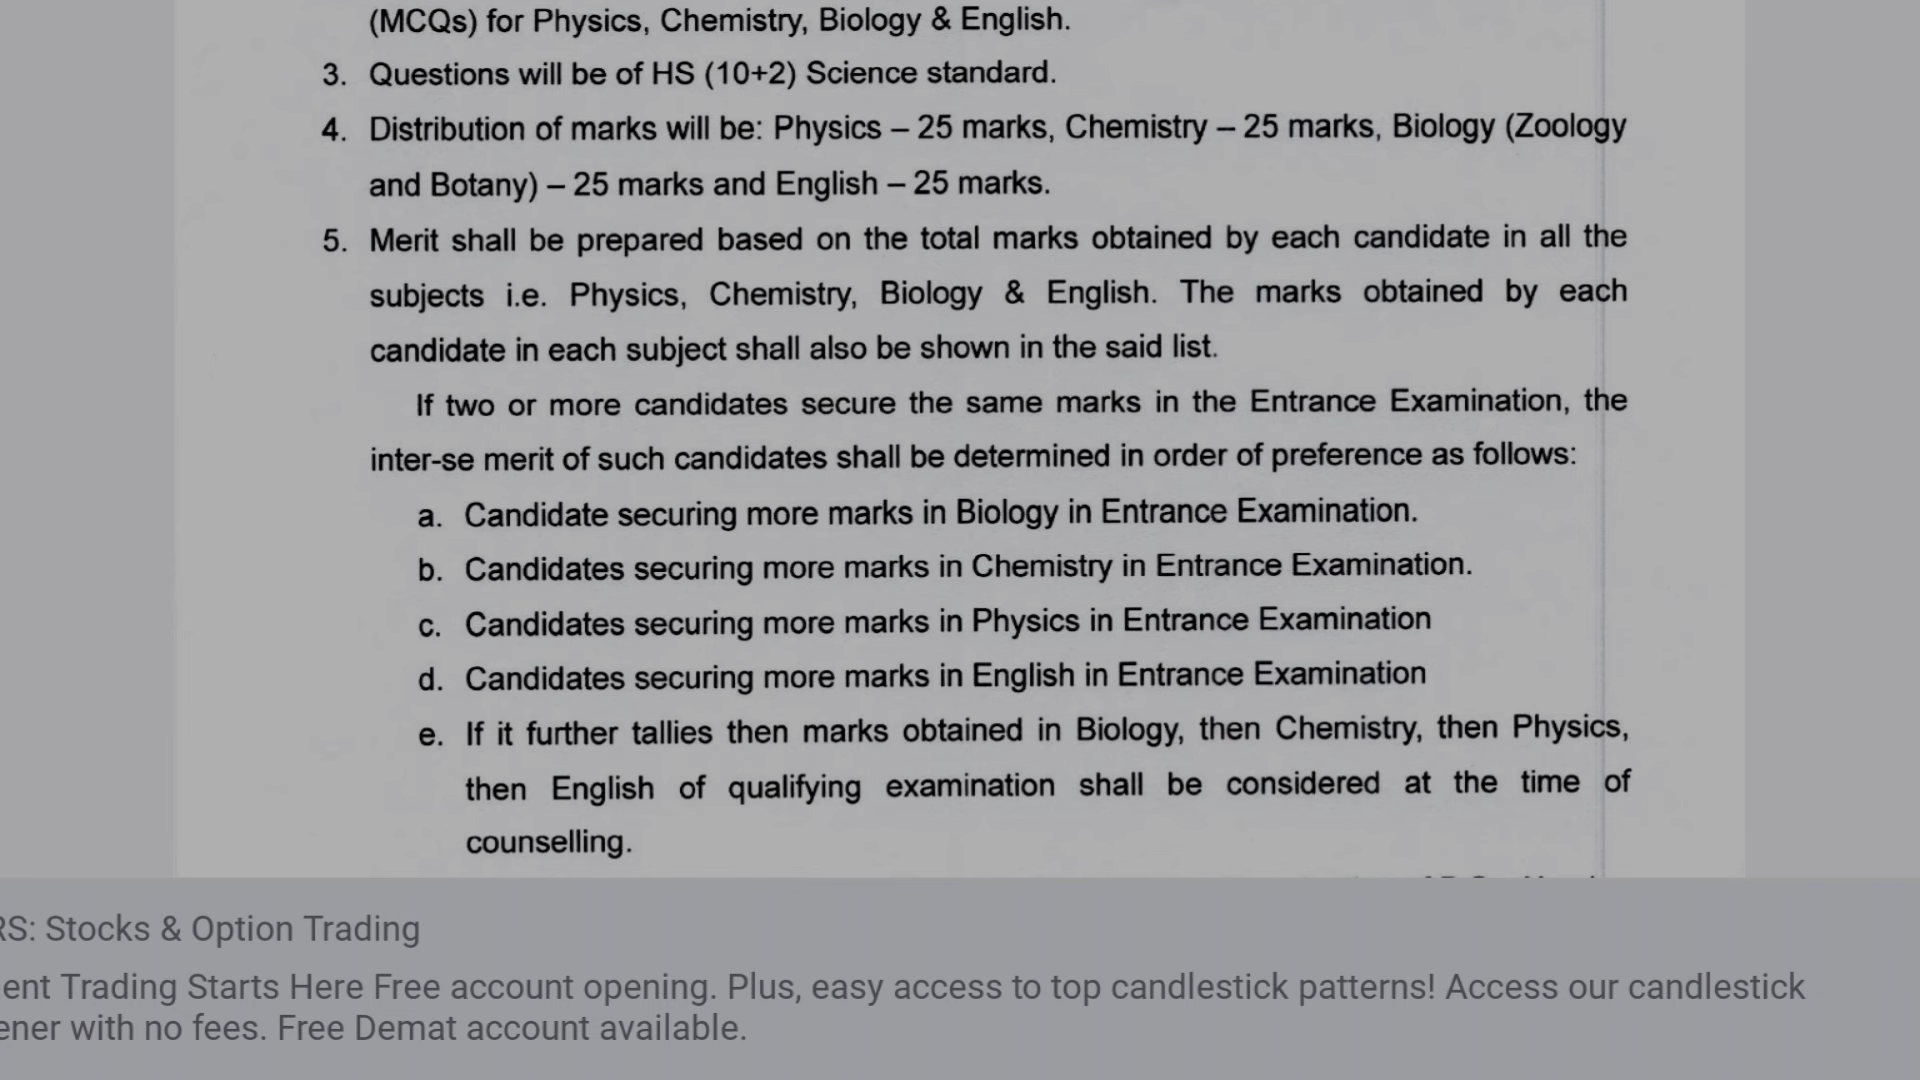 (MCQs) for Physics, Chemistry, Biology & English.
3. Questions will be of HS (10+2) Science standard.
4. Distribution of marks will be: Physics – 25 marks, Chemistry – 25 marks, Biology (Zoology
and Botany) – 25 marks and English – 25 marks.
5. Merit shall be prepared based on the total marks obtained by each candidate in all the
subjects i.e. Physics, Chemistry, Biology & English. The marks obtained by each
candidate in each subject shall also be shown in the said list.
If two or more candidates secure the same marks in the Entrance Examination, the
inter-se merit of such candidates shall be determined in order of preference as follows:
a. Candidate securing more marks in Biology in Entrance Examination.
b. Candidates securing more marks in Chemistry in Entrance Examination.
c. Candidates securing more marks in Physics in Entrance Examination
d. Candidates securing more marks in English in Entrance Examination
e. If it further tallies then marks obtained in Biology, then Chemistry, then Physics,
then English of qualifying examination shall be considered at the time of
counselling.
RS: Stocks & Option Trading
ent Trading Starts Here Free account opening. Plus, easy access to top candlestick patterns! Access our candlestick
ener with no fees. Free Demat account available.